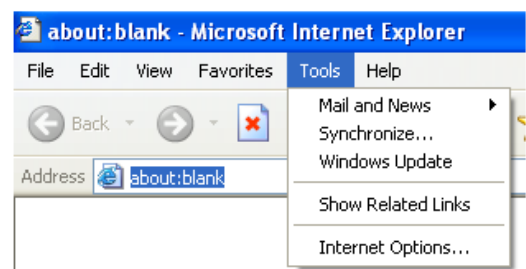 about:blank - Microsoft Internet Explorer
File Edit View Favorites Tools Help
Back
Mail and News
Synchronize...
Windows Update
Show Related Links
Internet Options...
Address about:blank